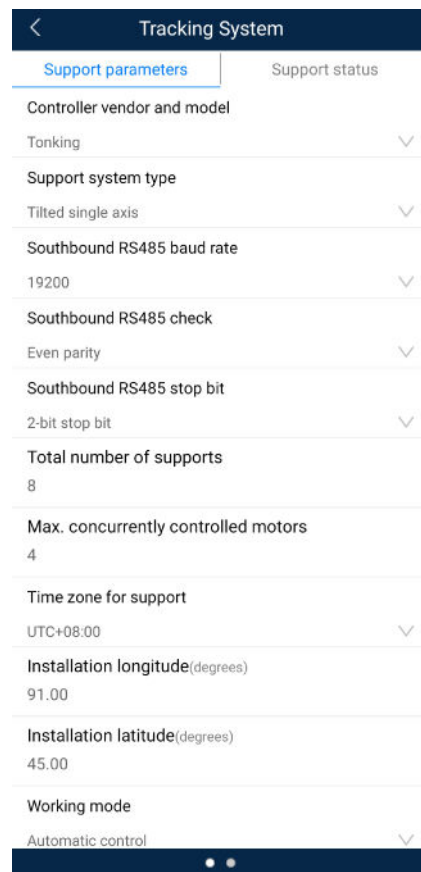 Tracking System
Support parameters
Support status
Controller vendor and model
Tonking
Support system type
Tilted single axis
Southbound RS485 baud rate
19200
Southbound RS485 check
Even parity
Southbound RS485 stop bit
2-bit stop bit
Total number of supports
8
Max. concurrently controlled motors
4
Time zone for support
UTC+08:00
Installation longitude(degrees)
91.00
Installation latitude(degrees)
45.00
Working mode
Automatic control